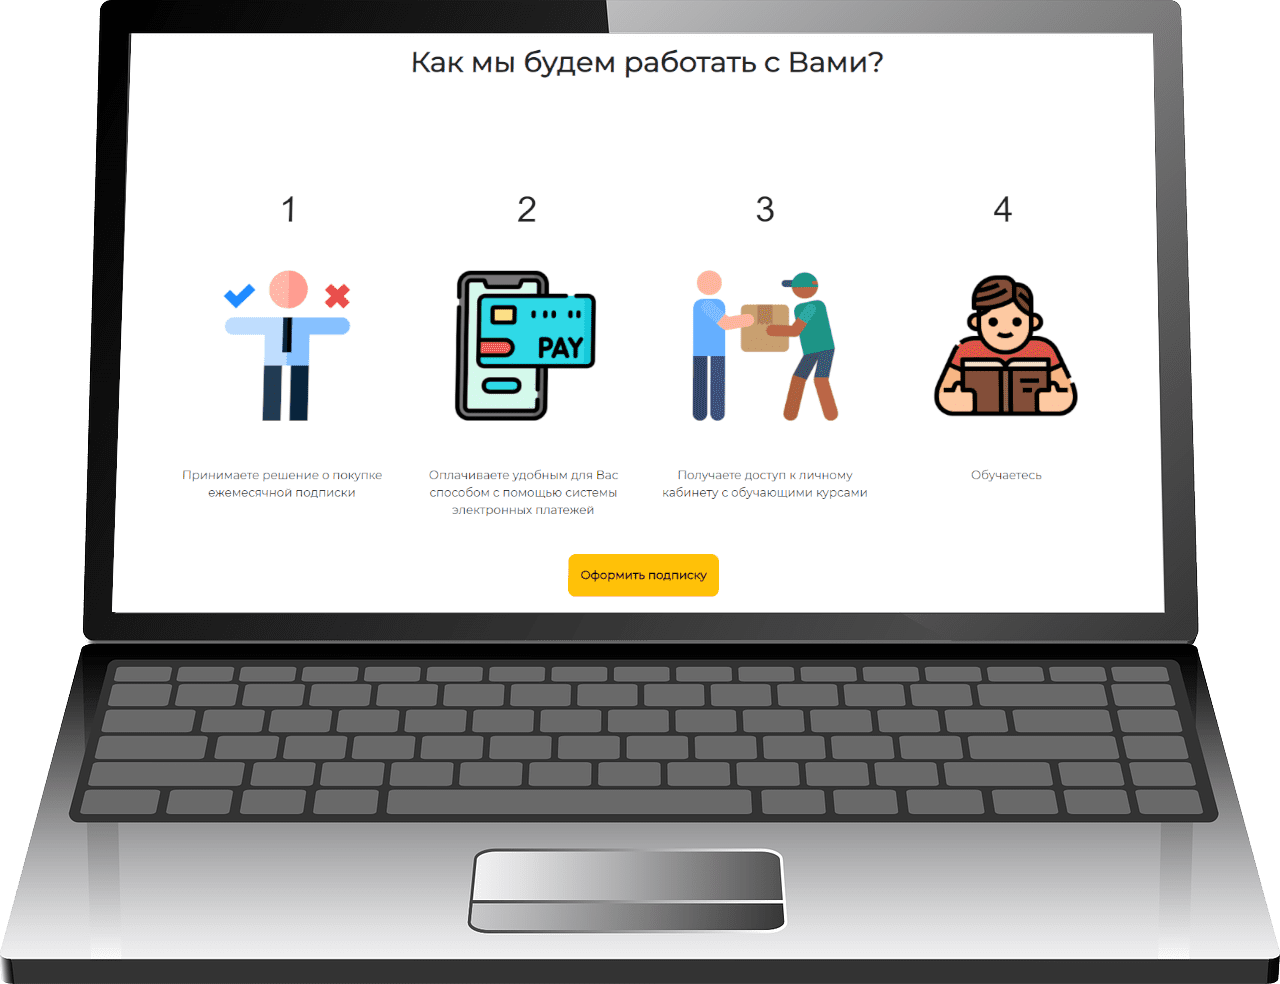 Как мы будем работать с Вами?
1
2
3
4
PAY
Принимаете решение о покупке
ежемесячной подписки
Оплачиваете удобным для Вас
способом с помощью системы
электронных платежей
Получаете доступ к личному
кабинету с обучающими курсами
Обучаетесь
Оформить подписку